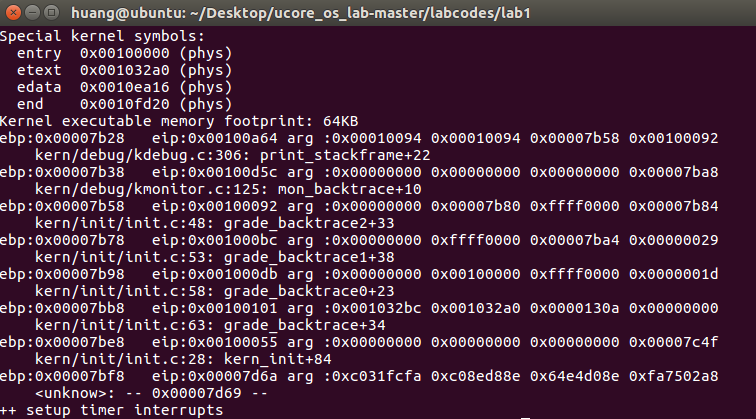 huang@ubuntu: ~/Desktop/ucore_os_lab-master/labcodes/lab1
Special kernel symbols:
  entry  0x00100000 (phys)
  etext  0x001032a0 (phys)
  edata  0x0010ea16 (phys)
  end    0x0010fd20 (phys)
Kernel executable memory footprint: 64KB
ebp:0x00007b28   eip:0x00100a64 arg :0x00010094 0x00010094 0x00007b58 0x00100092
    kern/debug/kdebug.c:306: print_stackframe+22
ebp:0x00007b38   eip:0x00100d5c arg :0x00000000 0x00000000 0x00000000 0x00007ba8
    kern/debug/kmonitor.c:125: mon_backtrace+10
ebp:0x00007b58   eip:0x00100092 arg :0x00000000 0x00007b80 0xffff0000 0x00007b84
    kern/init/init.c:48: grade_backtrace2+33
ebp:0x00007b78   eip:0x001000bc arg :0x00000000 0xffff0000 0x00007ba4 0x00000029
    kern/init/init.c:53: grade_backtrace1+38
ebp:0x00007b98   eip:0x001000db arg :0x00000000 0x00100000 0xffff0000 0x0000001d
    kern/init/init.c:58: grade_backtrace0+23
ebp:0x00007bb8   eip:0x00100101 arg :0x001032bc 0x001032a0 0x0000130a 0x00000000
    kern/init/init.c:63: grade_backtrace+34
ebp:0x00007be8   eip:0x00100055 arg :0x00000000 0x00000000 0x00000000 0x00007c4f
    kern/init/init.c:28: kern_init+84
ebp:0x00007bf8   eip:0x00007d6a arg :0xc031fcfa 0xc08ed88e 0x64e4d08e 0xfa7502a8
    <unknow>: -- 0x00007d69 --
++ setup timer interrupts